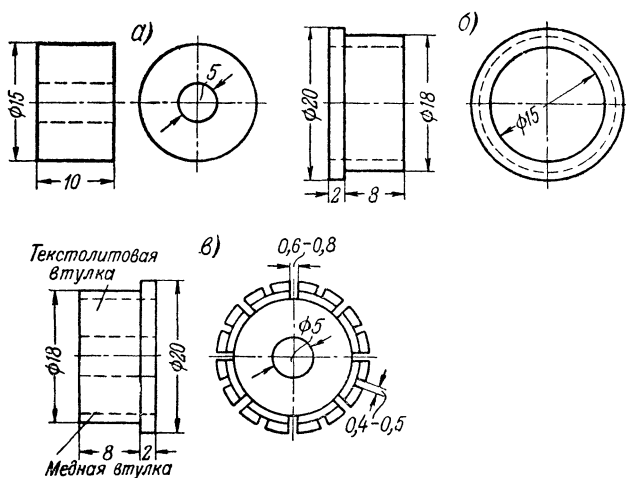 а)
ϕ15
5
10
б)
ϕ20
ϕ18
ϕ15
2
8
в)
0,6-0,8
Текстолитовая
втулка
ϕ18
ϕ20
ϕ5
0,4-0,5
8
2
Медная втулка